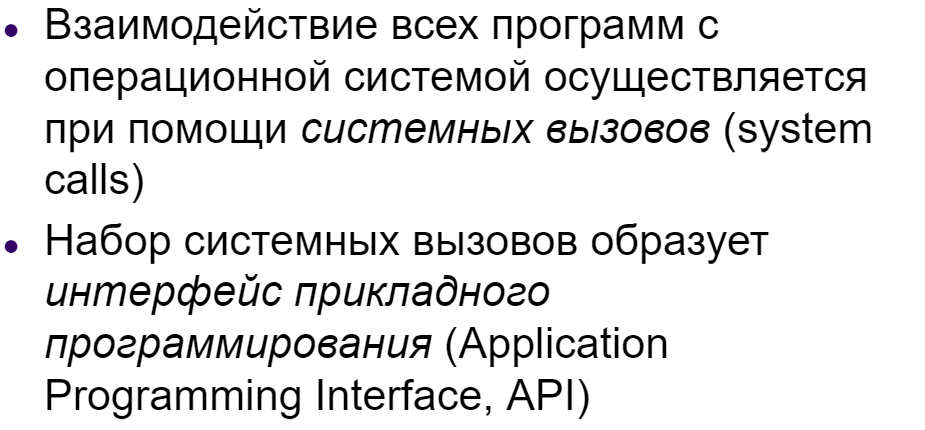 • Взаимодействие всех программ с
операционной системой осуществляется
при помощи системных вызовов (system
calls)
• Набор системных вызовов образует
интерфейс прикладного
программирования (Application
Programming Interface, API)